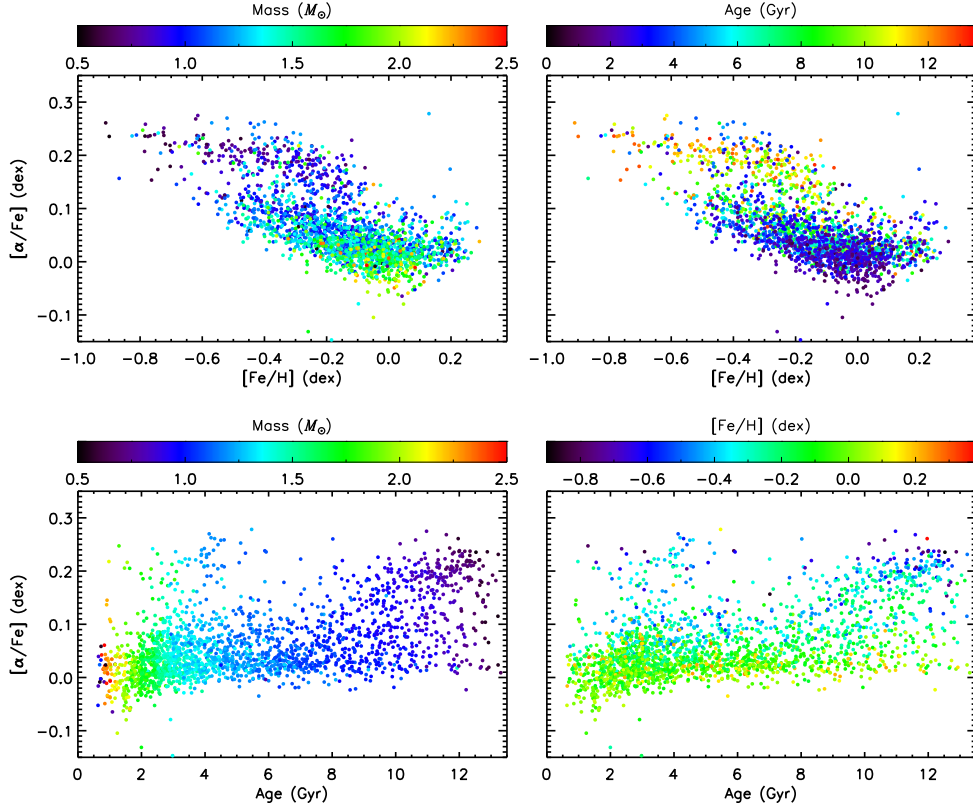 Mass (M⊙) Age (Gyr)
0.5 1.0 1.5 2.0 2.5 0 2 4 6 8 10 12
0.3
0.2
0.1
0.0
−0.1
[α/Fe] (dex)
−1.0 −0.8 −0.6 −0.4 −0.2 0.0 0.2 −1.0 −0.8 −0.6 −0.4 −0.2 0.0 0.2
[Fe/H] (dex) [Fe/H] (dex)
Mass (M⊙) [Fe/H] (dex)
0.5 1.0 1.5 2.0 2.5 −0.8 −0.6 −0.4 −0.2 0.0 0.2
0.3
0.2
0.1
0.0
−0.1
[α/Fe] (dex)
0 2 4 6 8 10 12 0 2 4 6 8 10 12
Age (Gyr) Age (Gyr)